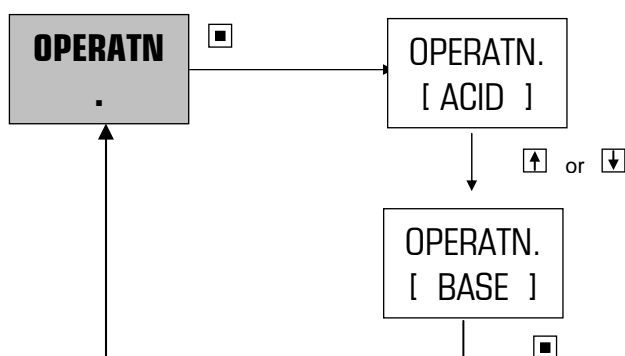 OPERATN
.
OPERATN.
[ ACID ]
or
OPERATN.
[ BASE ]